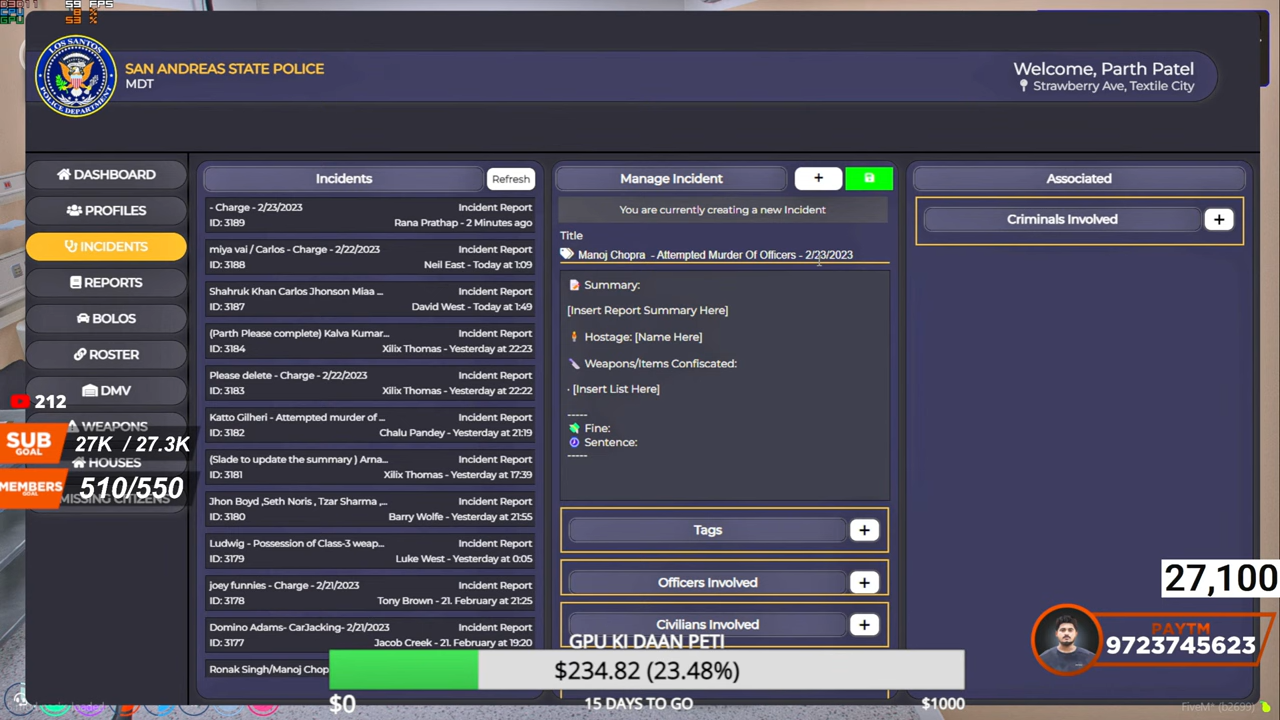 59 FPS
GPU 53 %
LOS SANTOS
POLICE DEPARTMENT
SAN ANDREAS STATE POLICE
MDT
Welcome, Parth Patel
Strawberry Ave, Textile City
DASHBOARD
PROFILES
INCIDENTS
REPORTS
BOLOS
ROSTER
DMV
WEAPONS
HOUSES
MISSING CITIZENS
212
SUB GOAL 27K / 27.3K
MEMBERS GOAL 510/550
Incidents
Refresh
- Charge - 2/23/2023 Incident Report
ID: 3189 Rana Prathap - 2 Minutes ago
miya vai / Carlos - Charge - 2/22/2023 Incident Report
ID: 3188 Neil East - Today at 1:09
Shahruk Khan Carlos Jhonson Miaa ... Incident Report
ID: 3187 David West - Today at 1:49
(Parth Please complete) Kalva Kumar... Incident Report
ID: 3184 Xilix Thomas - Yesterday at 22:23
Please delete - Charge - 2/22/2023 Incident Report
ID: 3183 Xilix Thomas - Yesterday at 22:22
Katto Gilheri - Attempted murder of ... Incident Report
ID: 3182 Chalu Pandey - Yesterday at 21:19
(Slade to update the summary ) Arna... Incident Report
ID: 3181 Xilix Thomas - Yesterday at 17:39
Jhon Boyd ,Seth Noris , Tzar Sharma ,... Incident Report
ID: 3180 Barry Wolfe - Yesterday at 21:55
Ludwig - Possession of Class-3 weap... Incident Report
ID: 3179 Luke West - Yesterday at 0:05
joey funnies - Charge - 2/21/2023 Incident Report
ID: 3178 Tony Brown - 21. February at 21:25
Domino Adams- CarJacking- 2/21/2023 Incident Report
ID: 3177 Jacob Creek - 21. February at 19:20
Ronak Singh/Manoj Chop
Manage Incident
+
You are currently creating a new Incident
Title
Manoj Chopra - Attempted Murder Of Officers - 2/23/2023
📝 Summary:
[Insert Report Summary Here]
🧍 Hostage: [Name Here]
🔪 Weapons/Items Confiscated:
· [Insert List Here]
-----
💸 Fine:
🕗 Sentence:
-----
Tags +
Officers Involved +
Civilians Involved +
Associated
Criminals Involved +
27,100
PAYTM
9723745623
GPU KI DAAN PETI
$234.82 (23.48%)
$0 15 DAYS TO GO $1000
FiveM* (b2699)